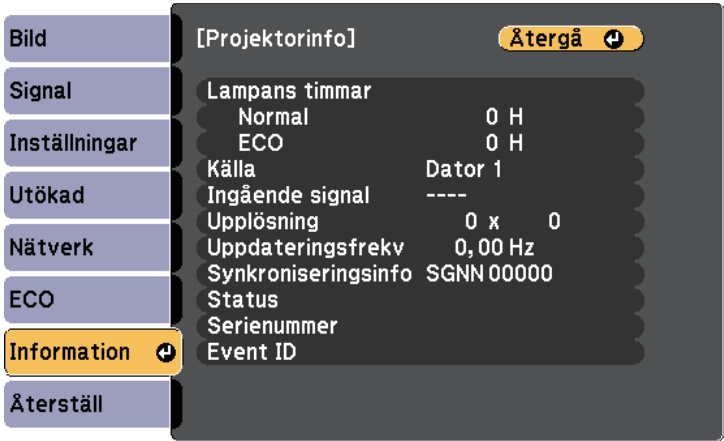 Bild
Signal
Inställningar
Utökad
Nätverk
ECO
Information
Återställ
[Projektorinfo] Återgå
Lampans timmar
Normal 0 H
ECO 0 H
Källa Dator 1
Ingående signal ----
Upplösning 0 x 0
Uppdateringsfrekv 0,00 Hz
Synkroniseringsinfo SGNN 00000
Status
Serienummer
Event ID